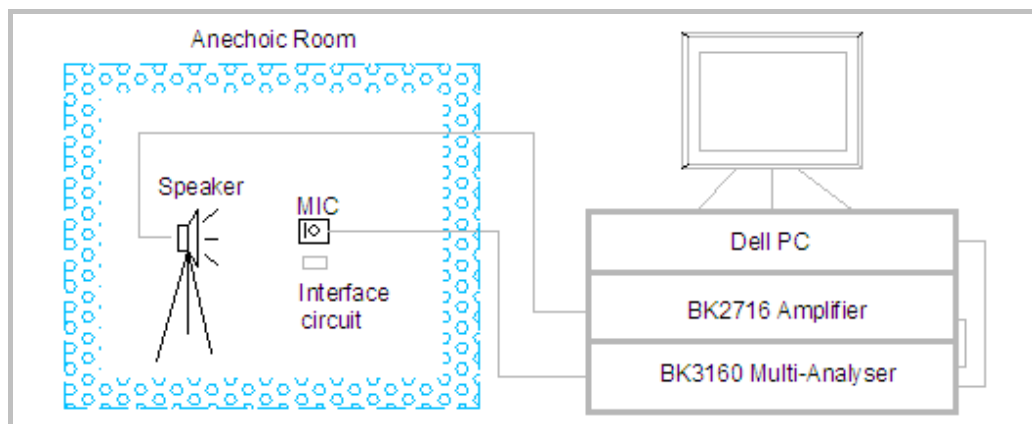 Anechoic Room
Speaker
MIC
Interface
circuit
Dell PC
BK2716 Amplifier
BK3160 Multi-Analyser